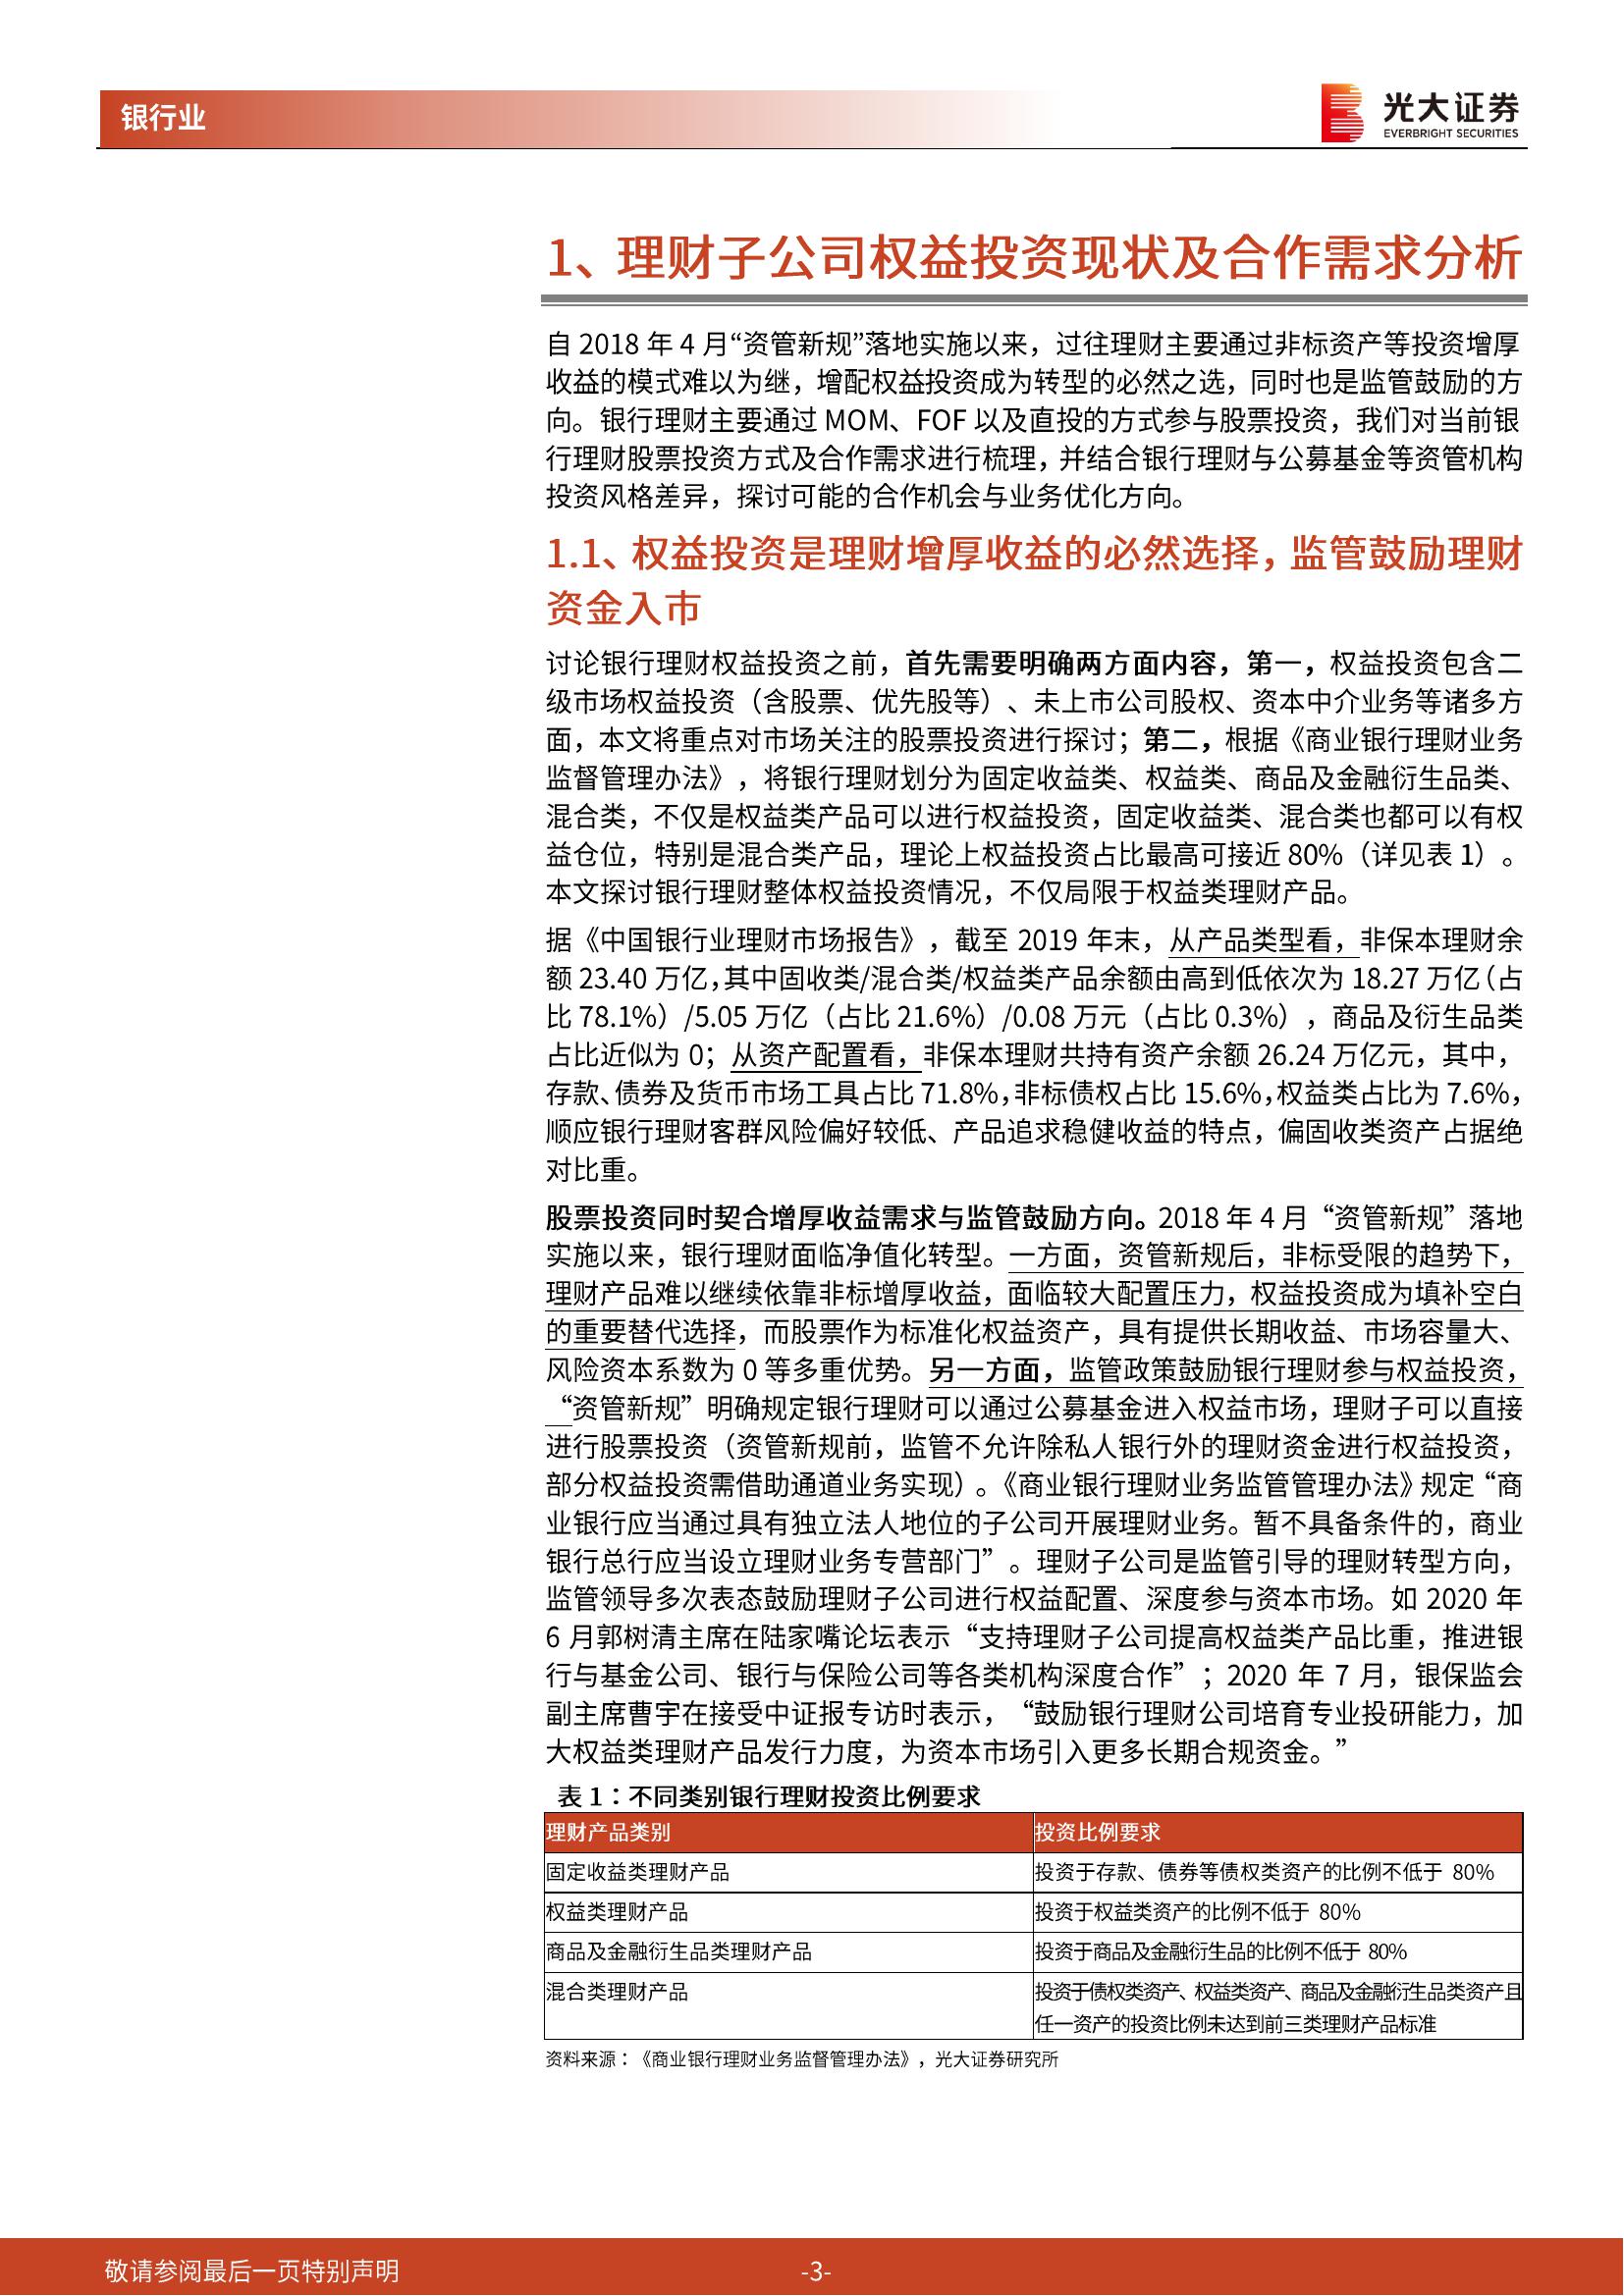 银行业
光大证券
EVERBRIGHT SECURITIES
1、理财子公司权益投资现状及合作需求分析
自 2018 年 4 月“资管新规”落地实施以来，过往理财主要通过非标资产等投资增厚
收益的模式难以为继，增配权益投资成为转型的必然之选，同时也是监管鼓励的方
向。银行理财主要通过 MOM、FOF 以及直投的方式参与股票投资，我们对当前银
行理财股票投资方式及合作需求进行梳理，并结合银行理财与公募基金等资管机构
投资风格差异，探讨可能的合作机会与业务优化方向。
1.1、权益投资是理财增厚收益的必然选择，监管鼓励理财
资金入市
讨论银行理财权益投资之前，首先需要明确两方面内容，第一，权益投资包含二
级市场权益投资（含股票、优先股等）、未上市公司股权、资本中介业务等诸多方
面，本文将重点对市场关注的股票投资进行探讨；第二，根据《商业银行理财业务
监督管理办法》，将银行理财划分为固定收益类、权益类、商品及金融衍生品类、
混合类，不仅是权益类产品可以进行权益投资，固定收益类、混合类也都可以有权
益仓位，特别是混合类产品，理论上权益投资占比最高可接近 80%（详见表 1）。
本文探讨银行理财整体权益投资情况，不仅局限于权益类理财产品。
据《中国银行业理财市场报告》，截至 2019 年末，从产品类型看，非保本理财余
额 23.40 万亿，其中固收类/混合类/权益类产品余额由高到低依次为 18.27 万亿（占
比 78.1%）/5.05 万亿（占比 21.6%）/0.08 万元（占比 0.3%），商品及衍生品类
占比近似为 0；从资产配置看，非保本理财共持有资产余额 26.24 万亿元，其中，
存款、债券及货币市场工具占比 71.8%，非标债权占比 15.6%，权益类占比为 7.6%，
顺应银行理财客群风险偏好较低、产品追求稳健收益的特点，偏固收类资产占据绝
对比重。
股票投资同时契合增厚收益需求与监管鼓励方向。2018 年 4 月“资管新规”落地
实施以来，银行理财面临净值化转型。一方面，资管新规后，非标受限的趋势下，
理财产品难以继续依靠非标增厚收益，面临较大配置压力，权益投资成为填补空白
的重要替代选择，而股票作为标准化权益资产，具有提供长期收益、市场容量大、
风险资本系数为 0 等多重优势。另一方面，监管政策鼓励银行理财参与权益投资，
“资管新规”明确规定银行理财可以通过公募基金进入权益市场，理财子可以直接
进行股票投资（资管新规前，监管不允许除私人银行外的理财资金进行权益投资，
部分权益投资需借助通道业务实现）。《商业银行理财业务监管管理办法》规定“商
业银行应当通过具有独立法人地位的子公司开展理财业务。暂不具备条件的，商业
银行总行应当设立理财业务专营部门”。理财子公司是监管引导的理财转型方向，
监管领导多次表态鼓励理财子公司进行权益配置、深度参与资本市场。如 2020 年
6 月郭树清主席在陆家嘴论坛表示“支持理财子公司提高权益类产品比重，推进银
行与基金公司、银行与保险公司等各类机构深度合作”；2020 年 7 月，银保监会
副主席曹宇在接受中证报专访时表示，“鼓励银行理财公司培育专业投研能力，加
大权益类理财产品发行力度，为资本市场引入更多长期合规资金。”
表 1：不同类别银行理财投资比例要求
理财产品类别 投资比例要求
固定收益类理财产品 投资于存款、债券等债权类资产的比例不低于 80%
权益类理财产品 投资于权益类资产的比例不低于 80%
商品及金融衍生品类理财产品 投资于商品及金融衍生品的比例不低于 80%
混合类理财产品 投资于债权类资产、权益类资产、商品及金融衍生品类资产且
任一资产的投资比例未达到前三类理财产品标准
资料来源：《商业银行理财业务监督管理办法》，光大证券研究所
敬请参阅最后一页特别声明 -3-